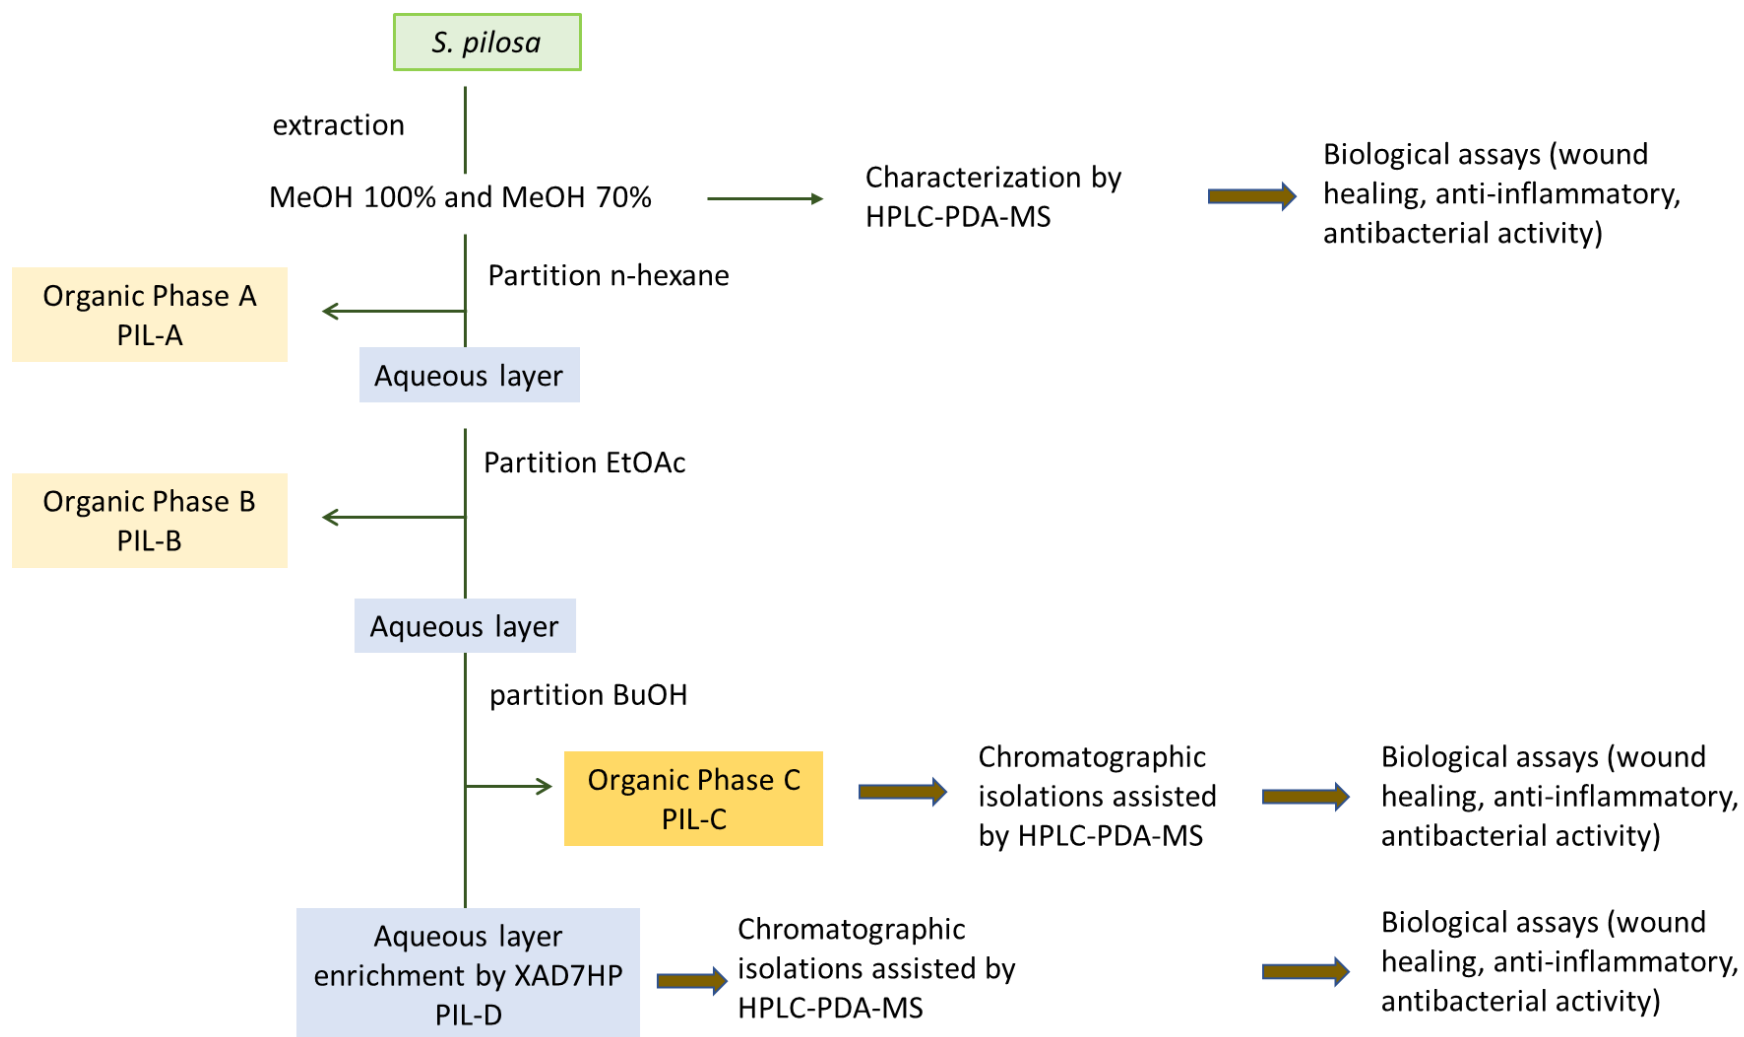 S. pilosa
extraction
MeOH 100% and MeOH 70%
Characterization by
HPLC-PDA-MS
Biological assays (wound
healing, anti-inflammatory,
antibacterial activity)
Partition n-hexane
Organic Phase A
PIL-A
Aqueous layer
Partition EtOAc
Organic Phase B
PIL-B
Aqueous layer
partition BuOH
Organic Phase C
PIL-C
Chromatographic
isolations assisted
by HPLC-PDA-MS
Biological assays (wound
healing, anti-inflammatory,
antibacterial activity)
Aqueous layer
enrichment by XAD7HP
PIL-D
Chromatographic
isolations assisted by
HPLC-PDA-MS
Biological assays (wound
healing, anti-inflammatory,
antibacterial activity)